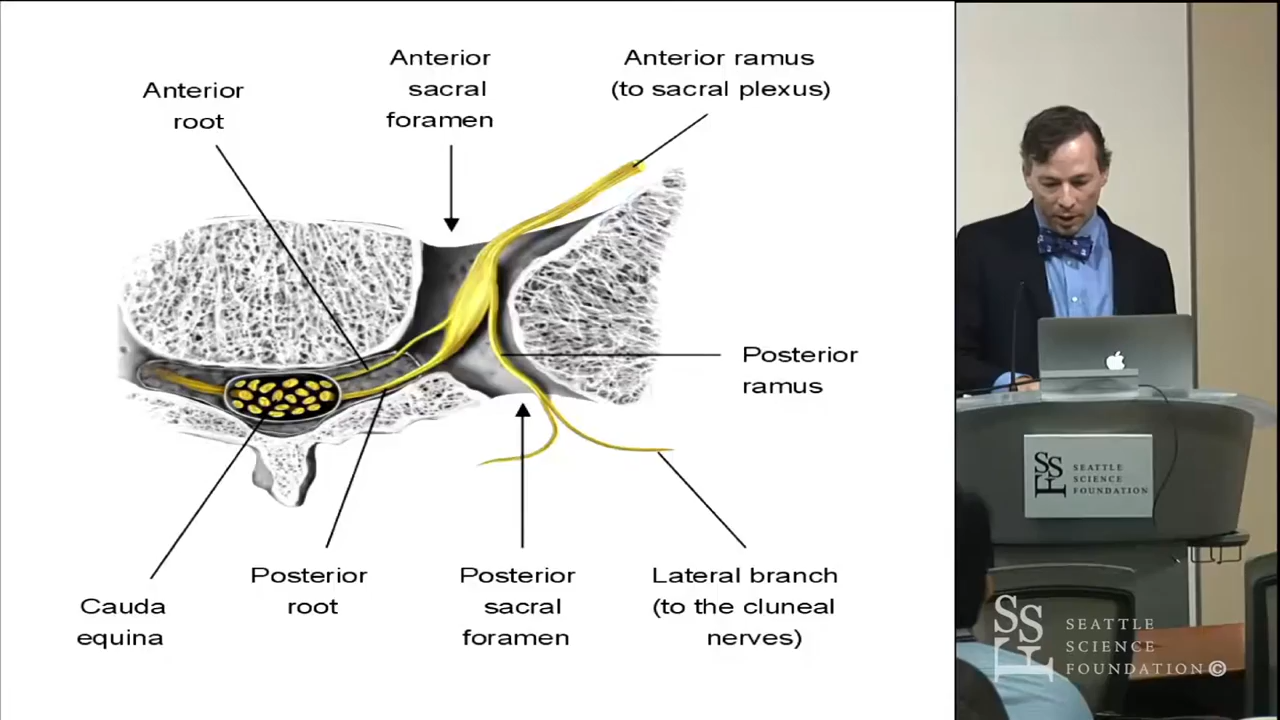 Anterior
root
Anterior
sacral
foramen
Anterior ramus
(to sacral plexus)
Posterior
ramus
Cauda
equina
Posterior
root
Posterior
sacral
foramen
Lateral branch
(to the cluneal
nerves)
SSF
SEATTLE
SCIENCE
FOUNDATION
SSF
SEATTLE
SCIENCE
FOUNDATION©